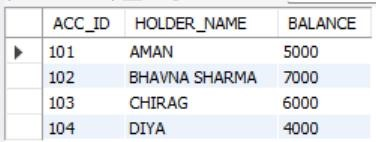 ACC_ID HOLDER_NAME BALANCE
101 AMAN 5000
102 BHAVNA SHARMA 7000
103 CHIRAG 6000
104 DIYA 4000